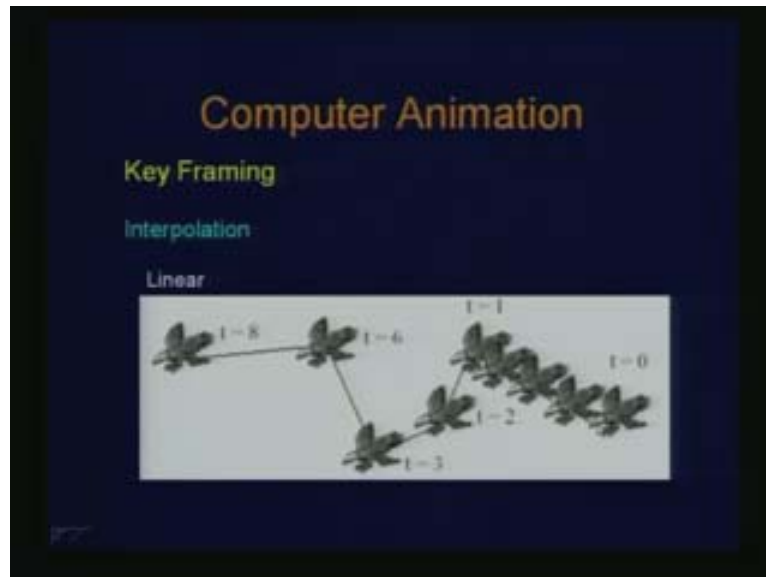 Computer Animation
Key Framing
Interpolation
Linear
t = 1
t = 8
t = 6
t = 0
t = 2
t = 3